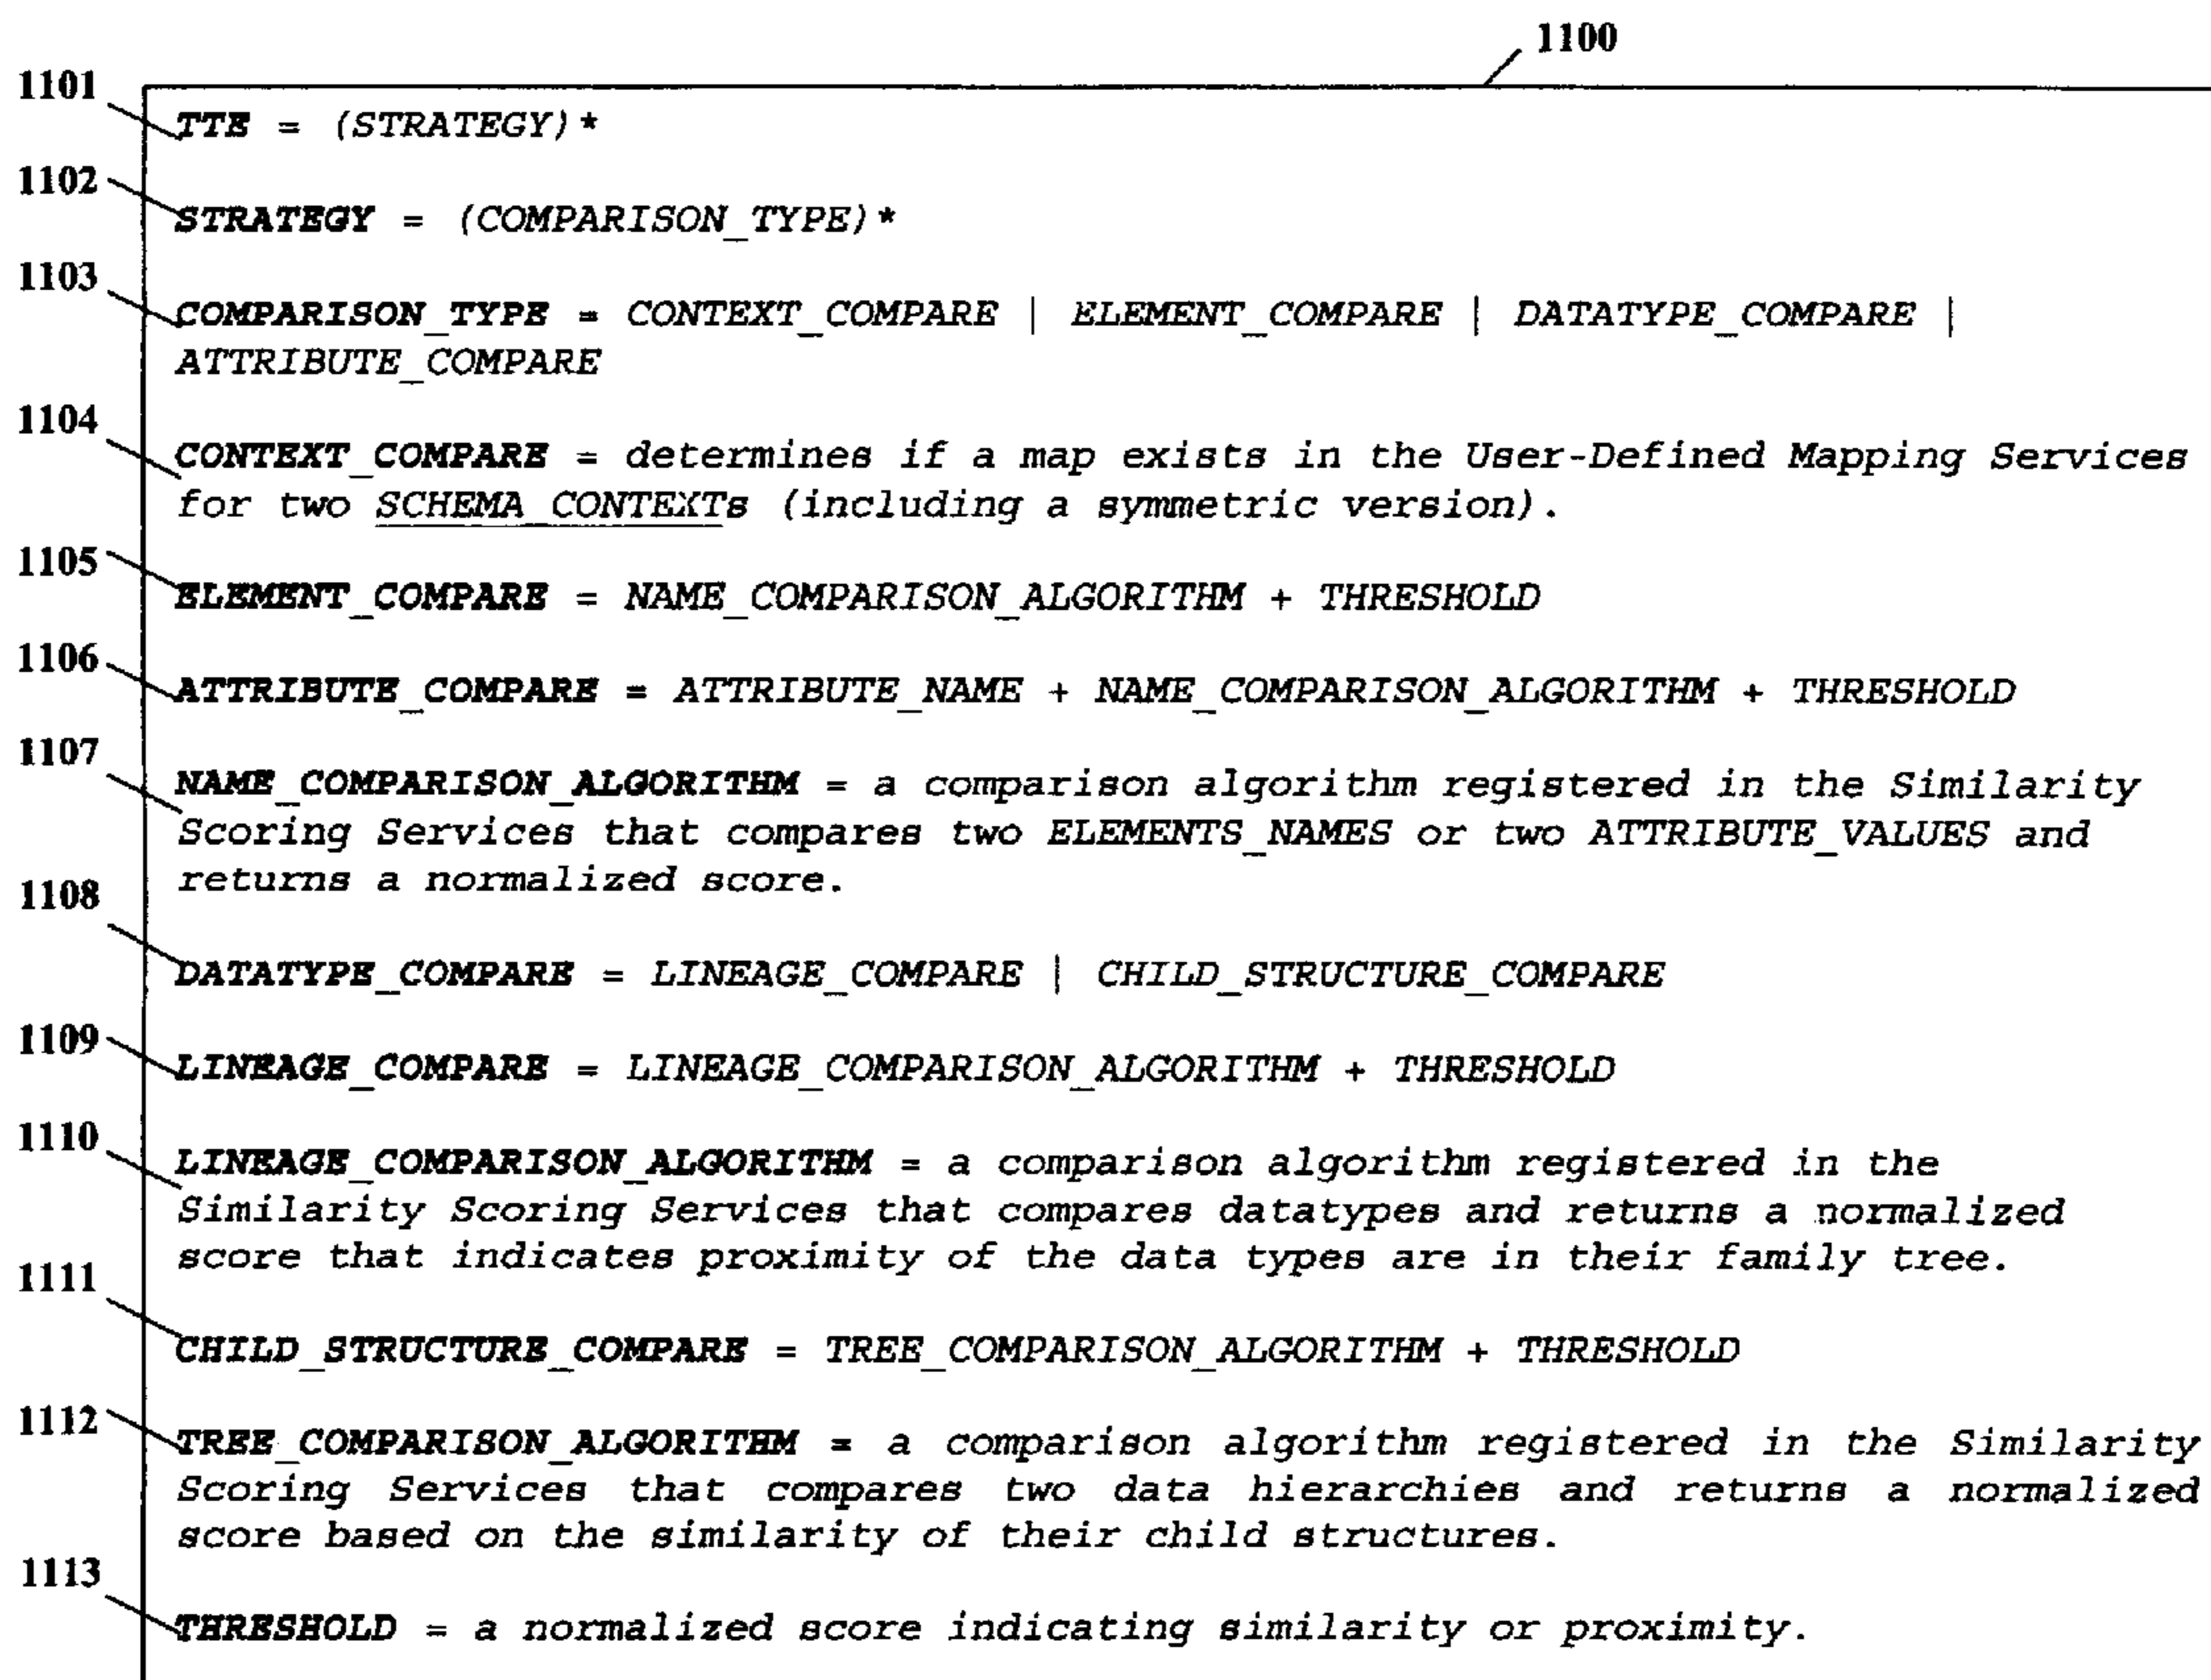 1100
1101
TTE = (STRATEGY)*
1102
STRATEGY = (COMPARISON_TYPE)*
1103
COMPARISON_TYPE = CONTEXT_COMPARE | ELEMENT_COMPARE | DATATYPE_COMPARE |
ATTRIBUTE_COMPARE
1104
CONTEXT_COMPARE = determines if a map exists in the User-Defined Mapping Services
for two SCHEMA_CONTEXTs (including a symmetric version).
1105
ELEMENT_COMPARE = NAME_COMPARISON_ALGORITHM + THRESHOLD
1106
ATTRIBUTE_COMPARE = ATTRIBUTE_NAME + NAME_COMPARISON_ALGORITHM + THRESHOLD
1107
NAME_COMPARISON_ALGORITHM = a comparison algorithm registered in the Similarity
Scoring Services that compares two ELEMENTS_NAMES or two ATTRIBUTE_VALUES and
returns a normalized score.
1108
DATATYPE_COMPARE = LINEAGE_COMPARE | CHILD_STRUCTURE_COMPARE
1109
LINEAGE_COMPARE = LINEAGE_COMPARISON_ALGORITHM + THRESHOLD
1110
LINEAGE_COMPARISON_ALGORITHM = a comparison algorithm registered in the
Similarity Scoring Services that compares datatypes and returns a normalized
score that indicates proximity of the data types are in their family tree.
1111
CHILD_STRUCTURE_COMPARE = TREE_COMPARISON_ALGORITHM + THRESHOLD
1112
TREE_COMPARISON_ALGORITHM = a comparison algorithm registered in the Similarity
Scoring Services that compares two data hierarchies and returns a normalized
score based on the similarity of their child structures.
1113
THRESHOLD = a normalized score indicating similarity or proximity.